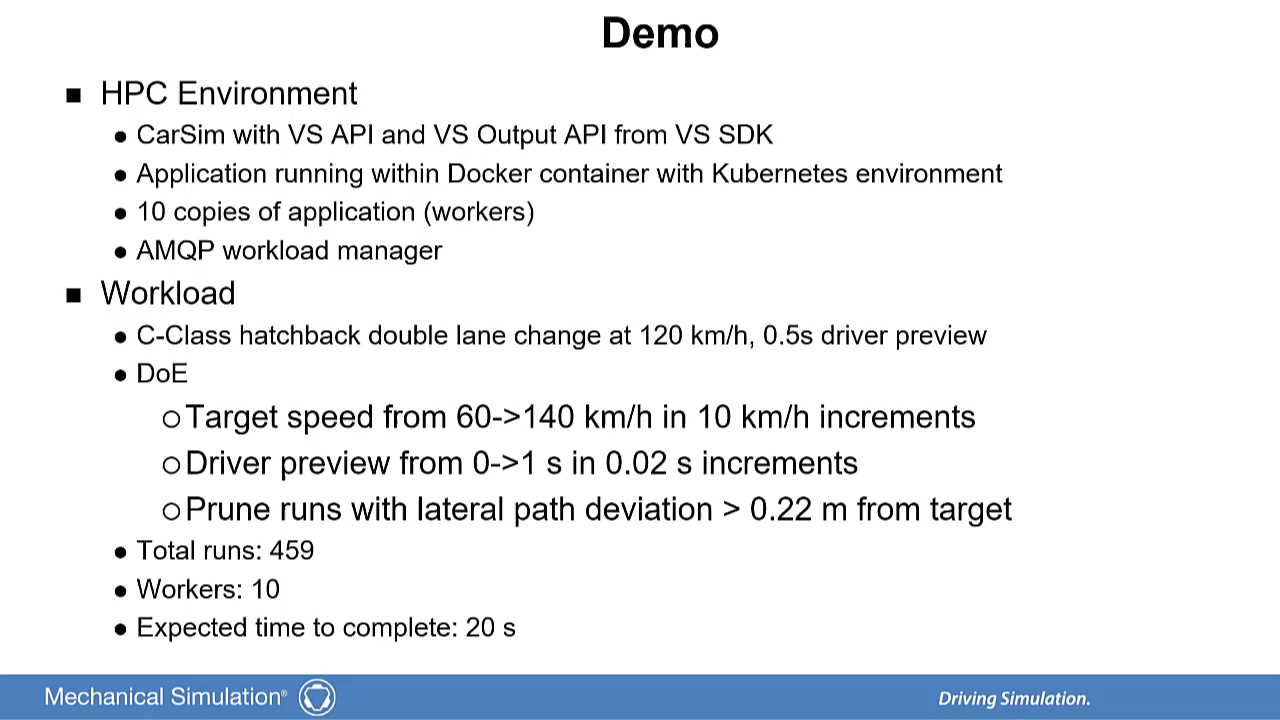 Demo
■ HPC Environment
● CarSim with VS API and VS Output API from VS SDK
● Application running within Docker container with Kubernetes environment
● 10 copies of application (workers)
● AMQP workload manager
■ Workload
● C-Class hatchback double lane change at 120 km/h, 0.5s driver preview
● DoE
○ Target speed from 60->140 km/h in 10 km/h increments
○ Driver preview from 0->1 s in 0.02 s increments
○ Prune runs with lateral path deviation > 0.22 m from target
● Total runs: 459
● Workers: 10
● Expected time to complete: 20 s
Mechanical Simulation®
Driving Simulation.